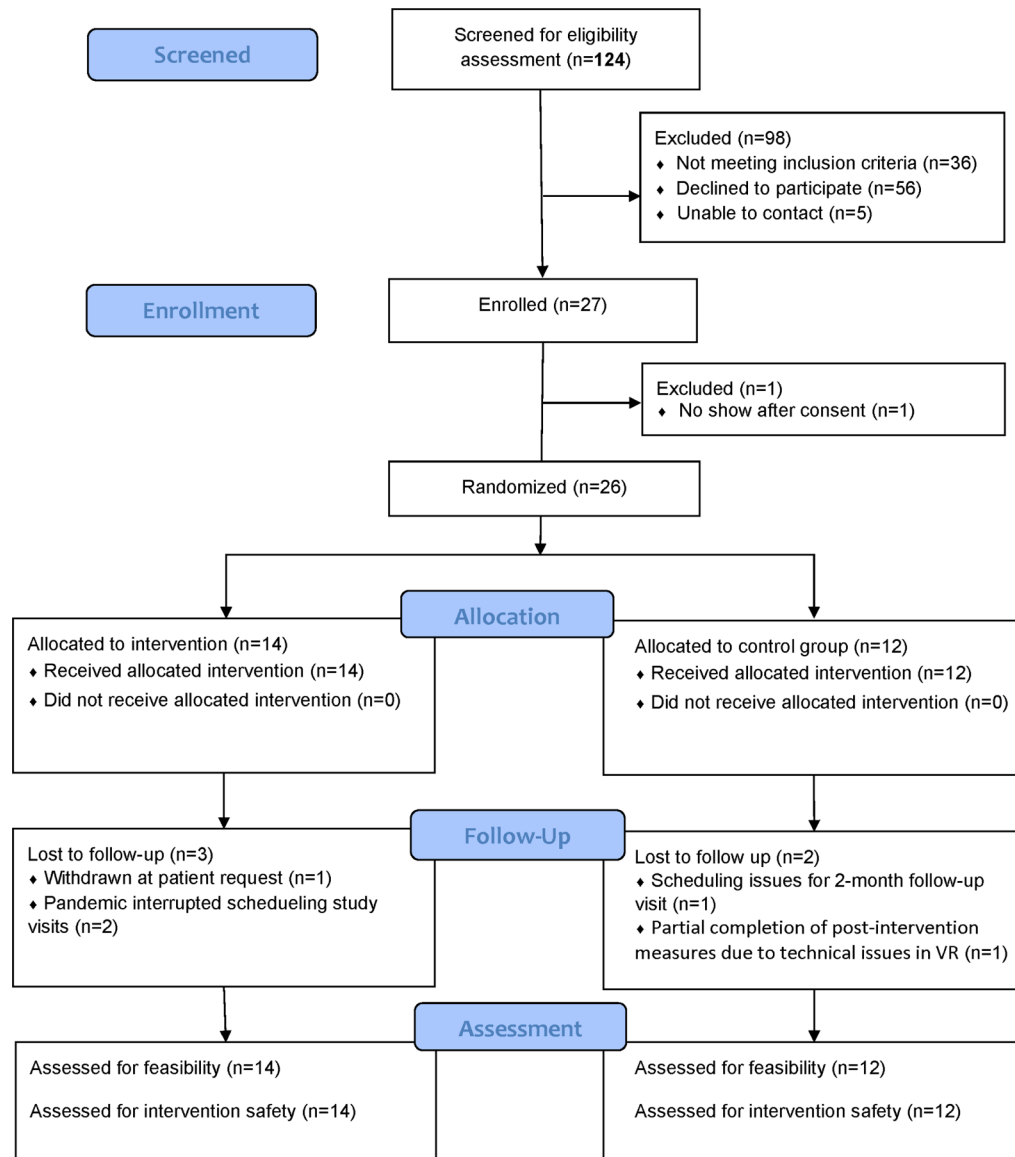 Screened
Screened for eligibility
assessment (n=124)
Excluded (n=98)
♦ Not meeting inclusion criteria (n=36)
♦ Declined to participate (n=56)
♦ Unable to contact (n=5)
Enrollment
Enrolled (n=27)
Excluded (n=1)
♦ No show after consent (n=1)
Randomized (n=26)
Allocation
Allocated to intervention (n=14)
♦ Received allocated intervention (n=14)
♦ Did not receive allocated intervention (n=0)
Allocated to control group (n=12)
♦ Received allocated intervention (n=12)
♦ Did not receive allocated intervention (n=0)
Follow-Up
Lost to follow-up (n=3)
♦ Withdrawn at patient request (n=1)
♦ Pandemic interrupted schedueling study
visits (n=2)
Lost to follow up (n=2)
♦ Scheduling issues for 2-month follow-up
visit (n=1)
♦ Partial completion of post-intervention
measures due to technical issues in VR (n=1)
Assessment
Assessed for feasibility (n=14)
Assessed for intervention safety (n=14)
Assessed for feasibility (n=12)
Assessed for intervention safety (n=12)